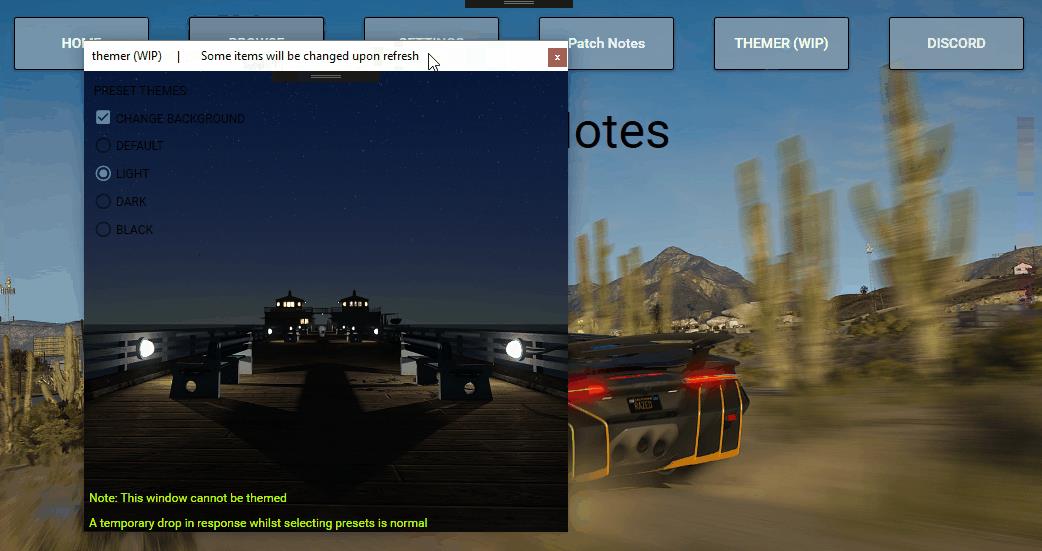 HOME
BROWSE
SETTINGS
Patch Notes
THEMER (WIP)
DISCORD
themer (WIP) | Some items will be changed upon refresh
x
otes
PRESET THEMES
CHANGE BACKGROUND
DEFAULT
LIGHT
DARK
BLACK
RAZED
Note: This window cannot be themed
A temporary drop in response whilst selecting presets is normal